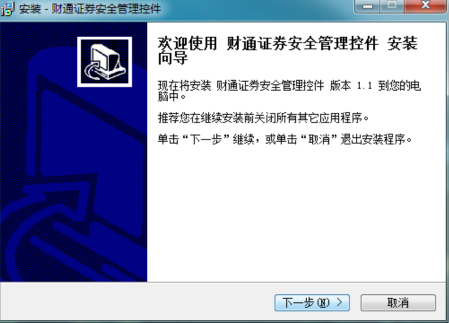 安装 - 财通证券安全管理控件
欢迎使用 财通证券安全管理控件 安装
向导
现在将安装 财通证券安全管理控件 版本 1.1 到您的电
脑中。
推荐您在继续安装前关闭所有其它应用程序。
单击“下一步”继续，或单击“取消”退出安装程序。
下一步(N) >
取消